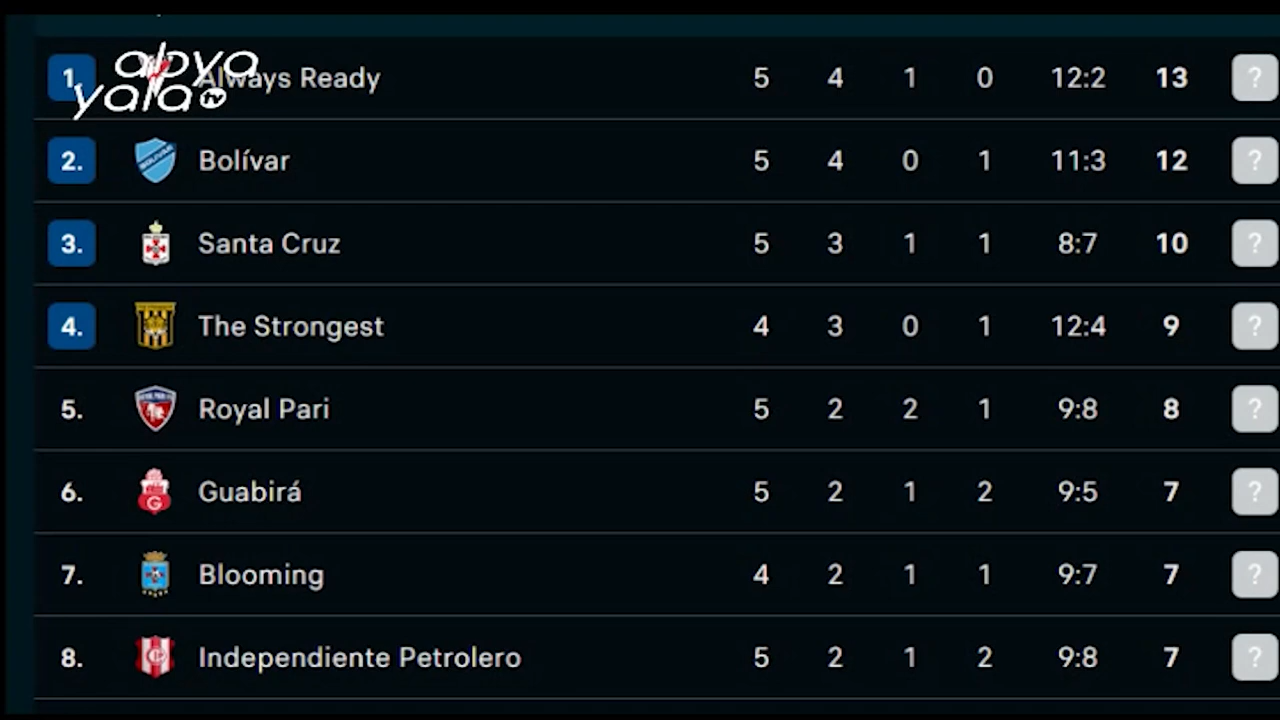 abya
yala tv
1. Always Ready 5 4 1 0 12:2 13 ?
2. BOLIVAR Bolívar 5 4 0 1 11:3 12 ?
3. Santa Cruz 5 3 1 1 8:7 10 ?
4. The Strongest 4 3 0 1 12:4 9 ?
5. Royal Pari 5 2 2 1 9:8 8 ?
6. G Guabirá 5 2 1 2 9:5 7 ?
7. Blooming 4 2 1 1 9:7 7 ?
8. Independiente Petrolero 5 2 1 2 9:8 7 ?